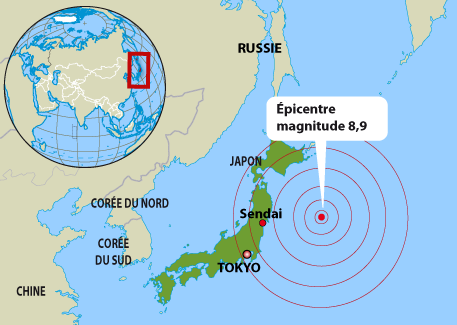 RUSSIE
Épicentre
magnitude 8,9
JAPON
CORÉE DU NORD
Sendai
CORÉE
DU SUD
TOKYO
CHINE